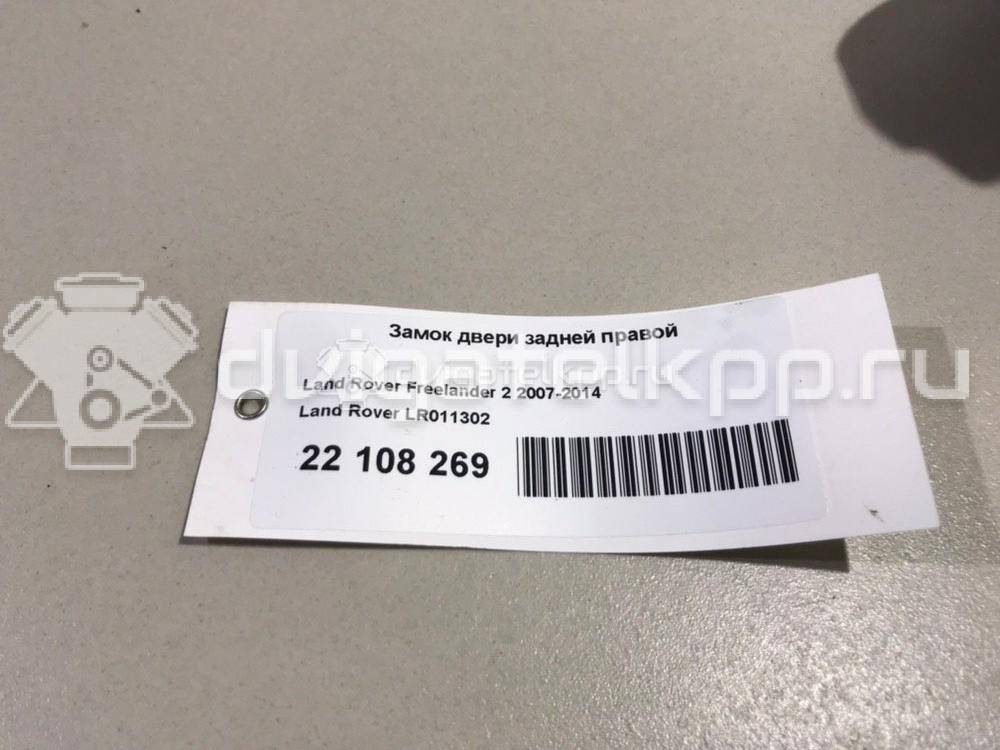 Замок двери задней правой
Land Rover Freelander 2 2007-2014
Land Rover LR011302
22 108 269
dvigatelkpp.ru